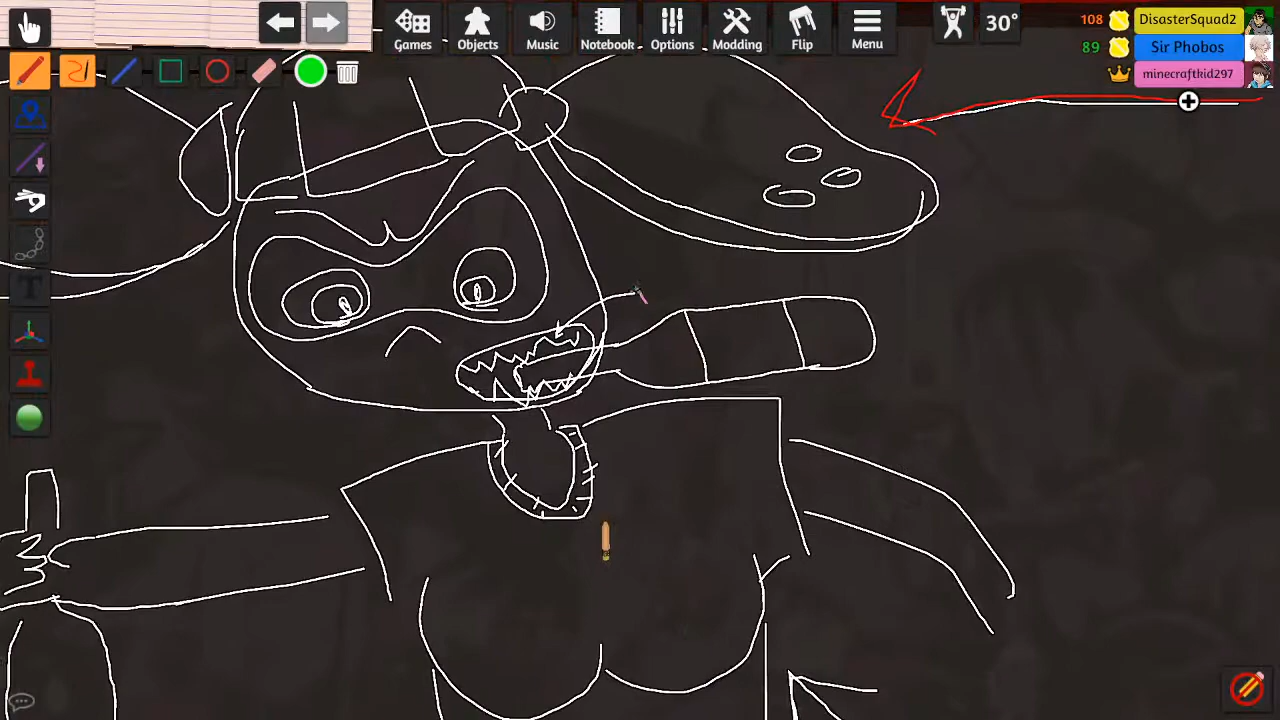 Games Objects Music Notebook Options Modding Flip Menu 30° 108 DisasterSquad2
89 Sir Phobos
minecraftkid297
T